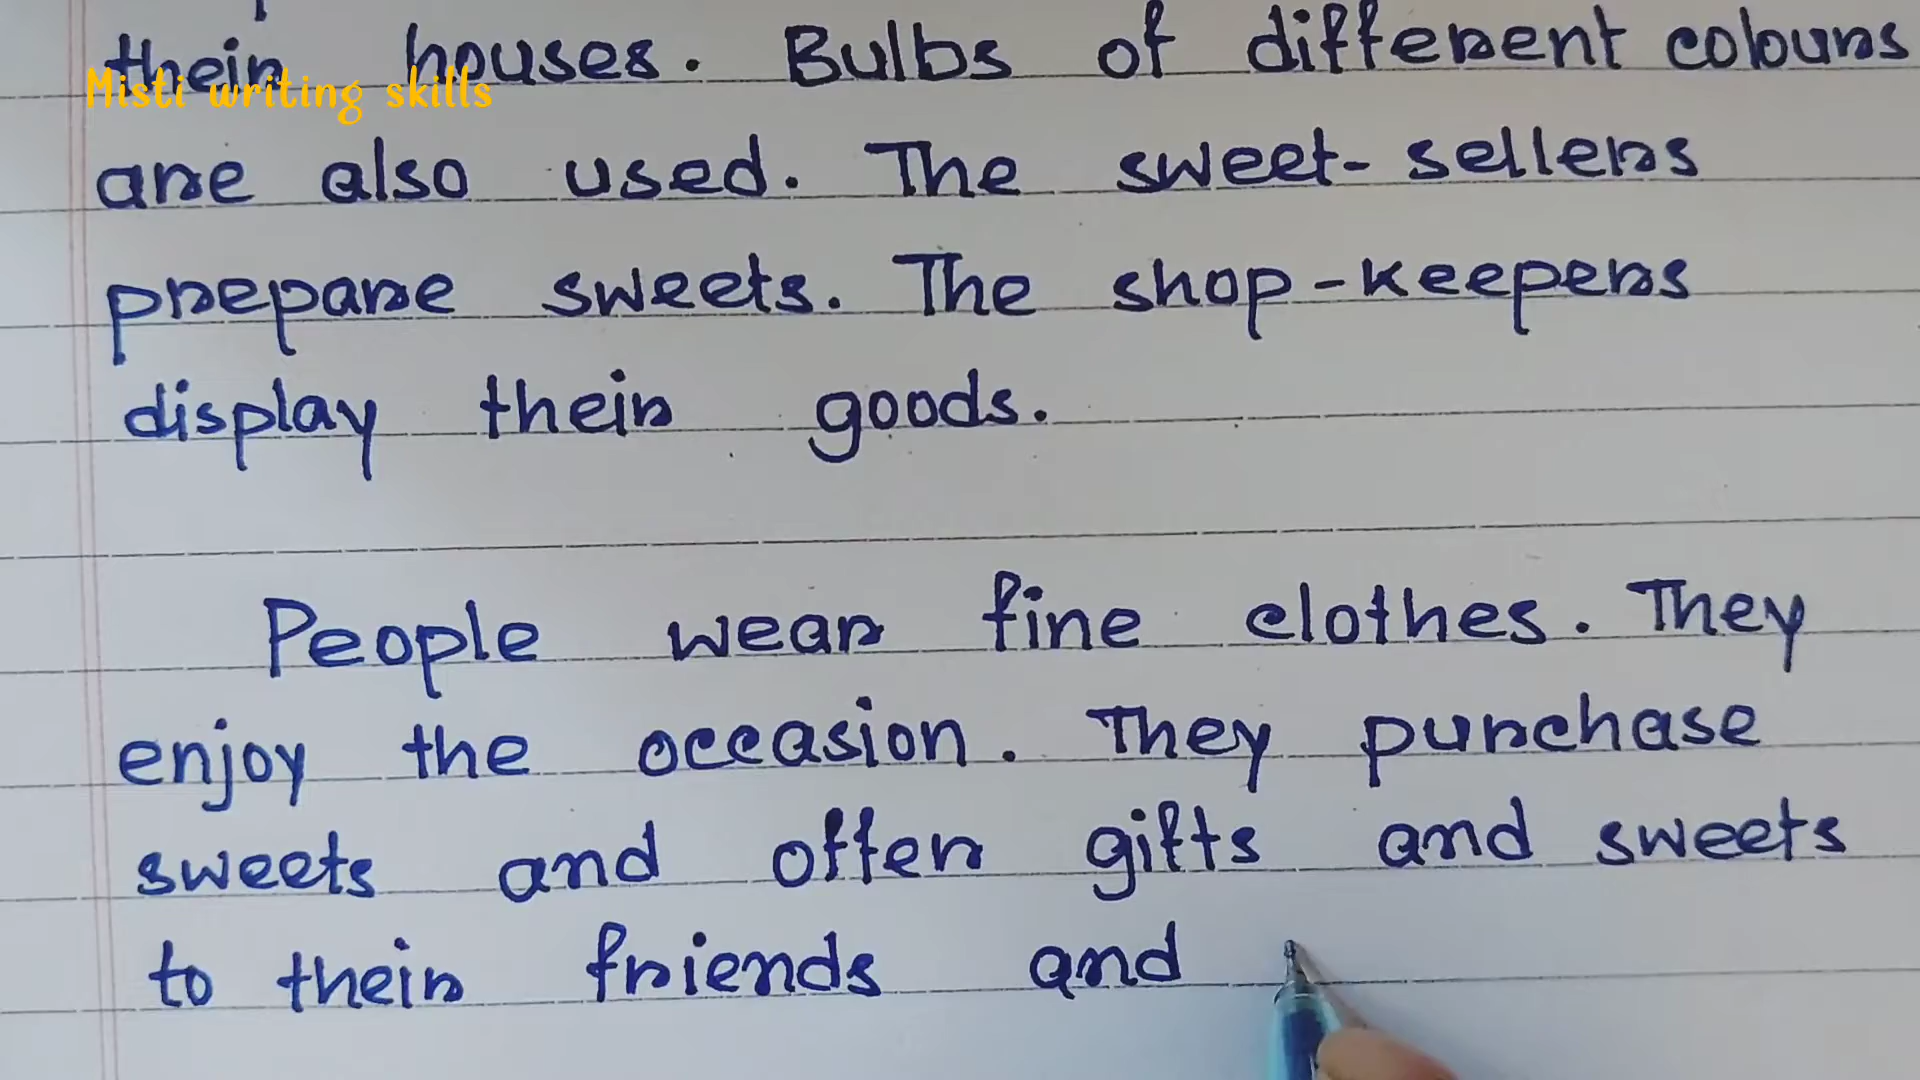 their houses. Bulbs of different colours
Misti writing skills
are also used. The sweet-sellers
prepare sweets. The shop-keepers
display their goods.
People wear fine clothes. They
enjoy the occasion. They purchase
sweets and offer gifts and sweets
to their friends and